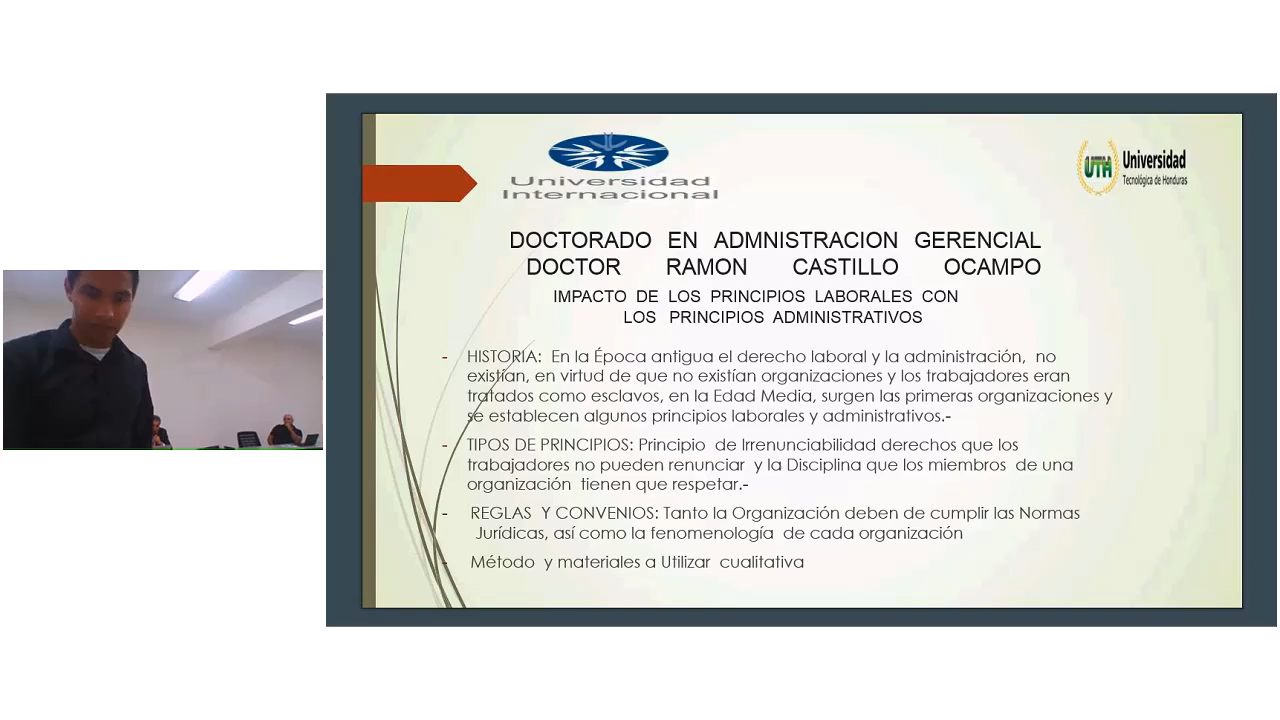 Universidad
Internacional
UTH
Universidad
Tecnológica de Honduras
DOCTORADO EN ADMNISTRACION GERENCIAL
DOCTOR RAMON CASTILLO OCAMPO
IMPACTO DE LOS PRINCIPIOS LABORALES CON
LOS PRINCIPIOS ADMINISTRATIVOS
- HISTORIA: En la Época antigua el derecho laboral y la administración, no
existían, en virtud de que no existían organizaciones y los trabajadores eran
tratados como esclavos, en la Edad Media, surgen las primeras organizaciones y
se establecen algunos principios laborales y administrativos.-
- TIPOS DE PRINCIPIOS: Principio de Irrenunciabilidad derechos que los
trabajadores no pueden renunciar y la Disciplina que los miembros de una
organización tienen que respetar.-
- REGLAS Y CONVENIOS: Tanto la Organización deben de cumplir las Normas
Jurídicas, así como la fenomenología de cada organización
- Método y materiales a Utilizar cualitativa